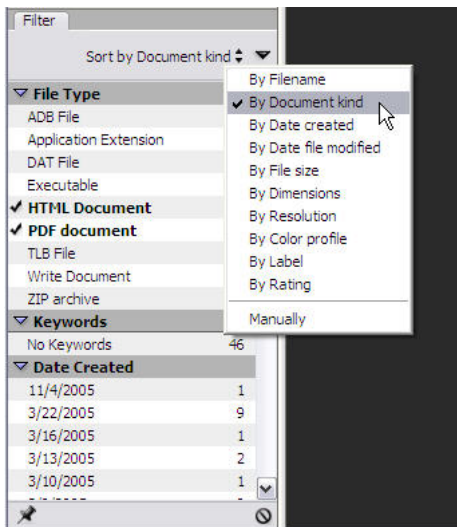 Filter
Sort by Document kind
File Type
ADB File
Application Extension
DAT File
Executable
HTML Document
PDF document
TLB File
Write Document
ZIP archive
Keywords
No Keywords 46
Date Created
11/4/2005 1
3/22/2005 9
3/16/2005 1
3/13/2005 2
3/10/2005 1
By Filename
By Document kind
By Date created
By Date file modified
By File size
By Dimensions
By Resolution
By Color profile
By Label
By Rating
Manually